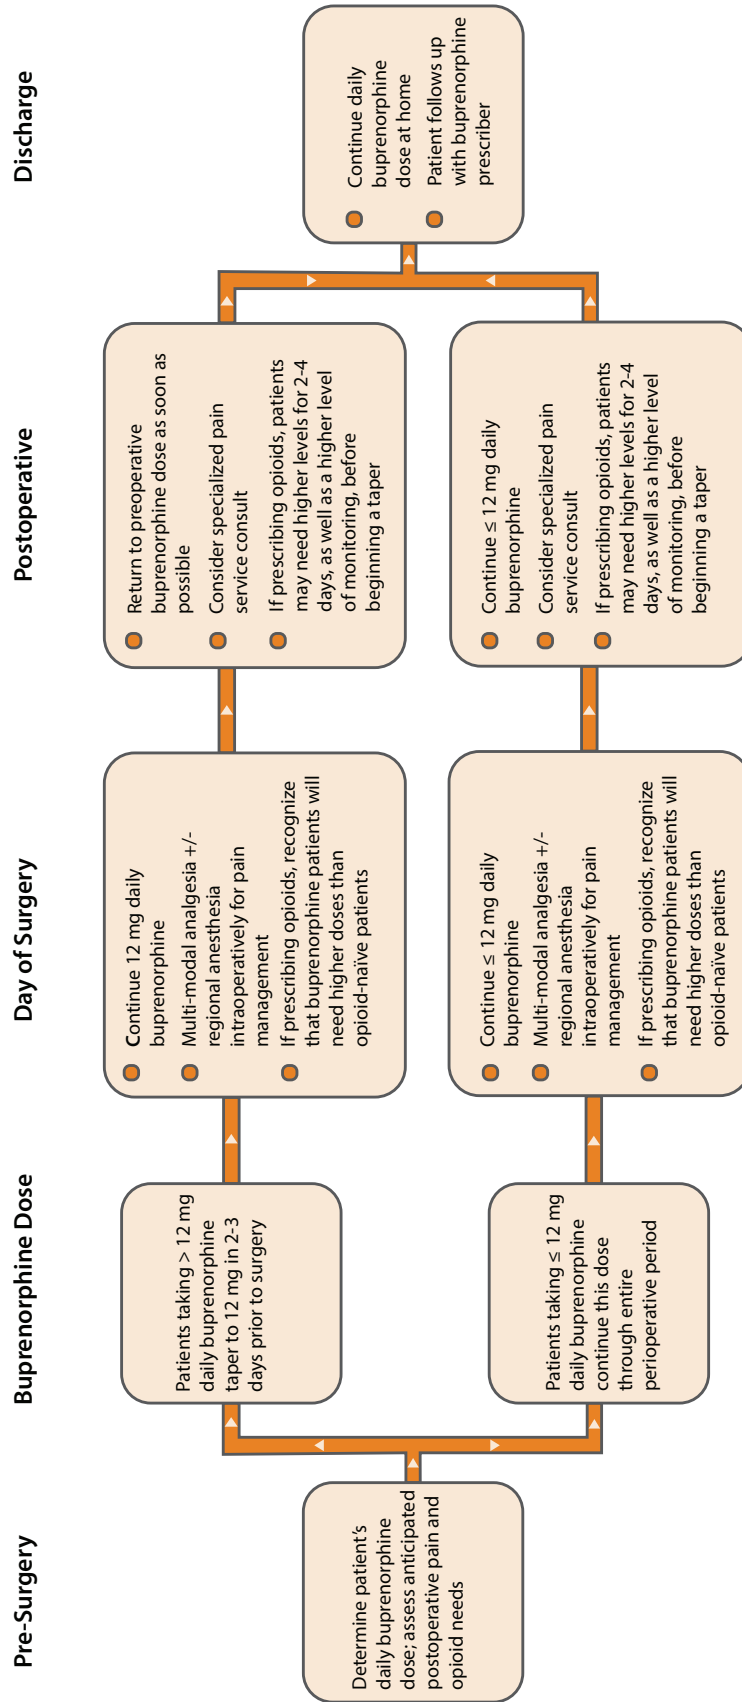 Pre-Surgery
Buprenorphine Dose
Day of Surgery
Postoperative
Discharge
Determine patient's
daily buprenorphine
dose; assess anticipated
postoperative pain and
opioid needs
Patients taking > 12 mg
daily buprenorphine
taper to 12 mg in 2-3
days prior to surgery
Continue 12 mg daily
buprenorphine
Multi-modal analgesia +/-
regional anesthesia
intraoperatively for pain
management
If prescribing opioids, recognize
that buprenorphine patients will
need higher doses than
opioid-naïve patients
Return to preoperative
buprenorphine dose as soon as
possible
Consider specialized pain
service consult
If prescribing opioids, patients
may need higher levels for 2-4
days, as well as a higher level
of monitoring, before
beginning a taper
Patients taking ≤ 12 mg
daily buprenorphine
continue this dose
through entire
perioperative period
Continue ≤ 12 mg daily
buprenorphine
Multi-modal analgesia +/-
regional anesthesia
intraoperatively for pain
management
If prescribing opioids, recognize
that buprenorphine patients will
need higher doses than
opioid-naïve patients
Continue ≤ 12 mg daily
buprenorphine
Consider specialized pain
service consult
If prescribing opioids, patients
may need higher levels for 2-4
days, as well as a higher level
of monitoring, before
beginning a taper
Continue daily
buprenorphine
dose at home
Patient follows up
with buprenorphine
prescriber